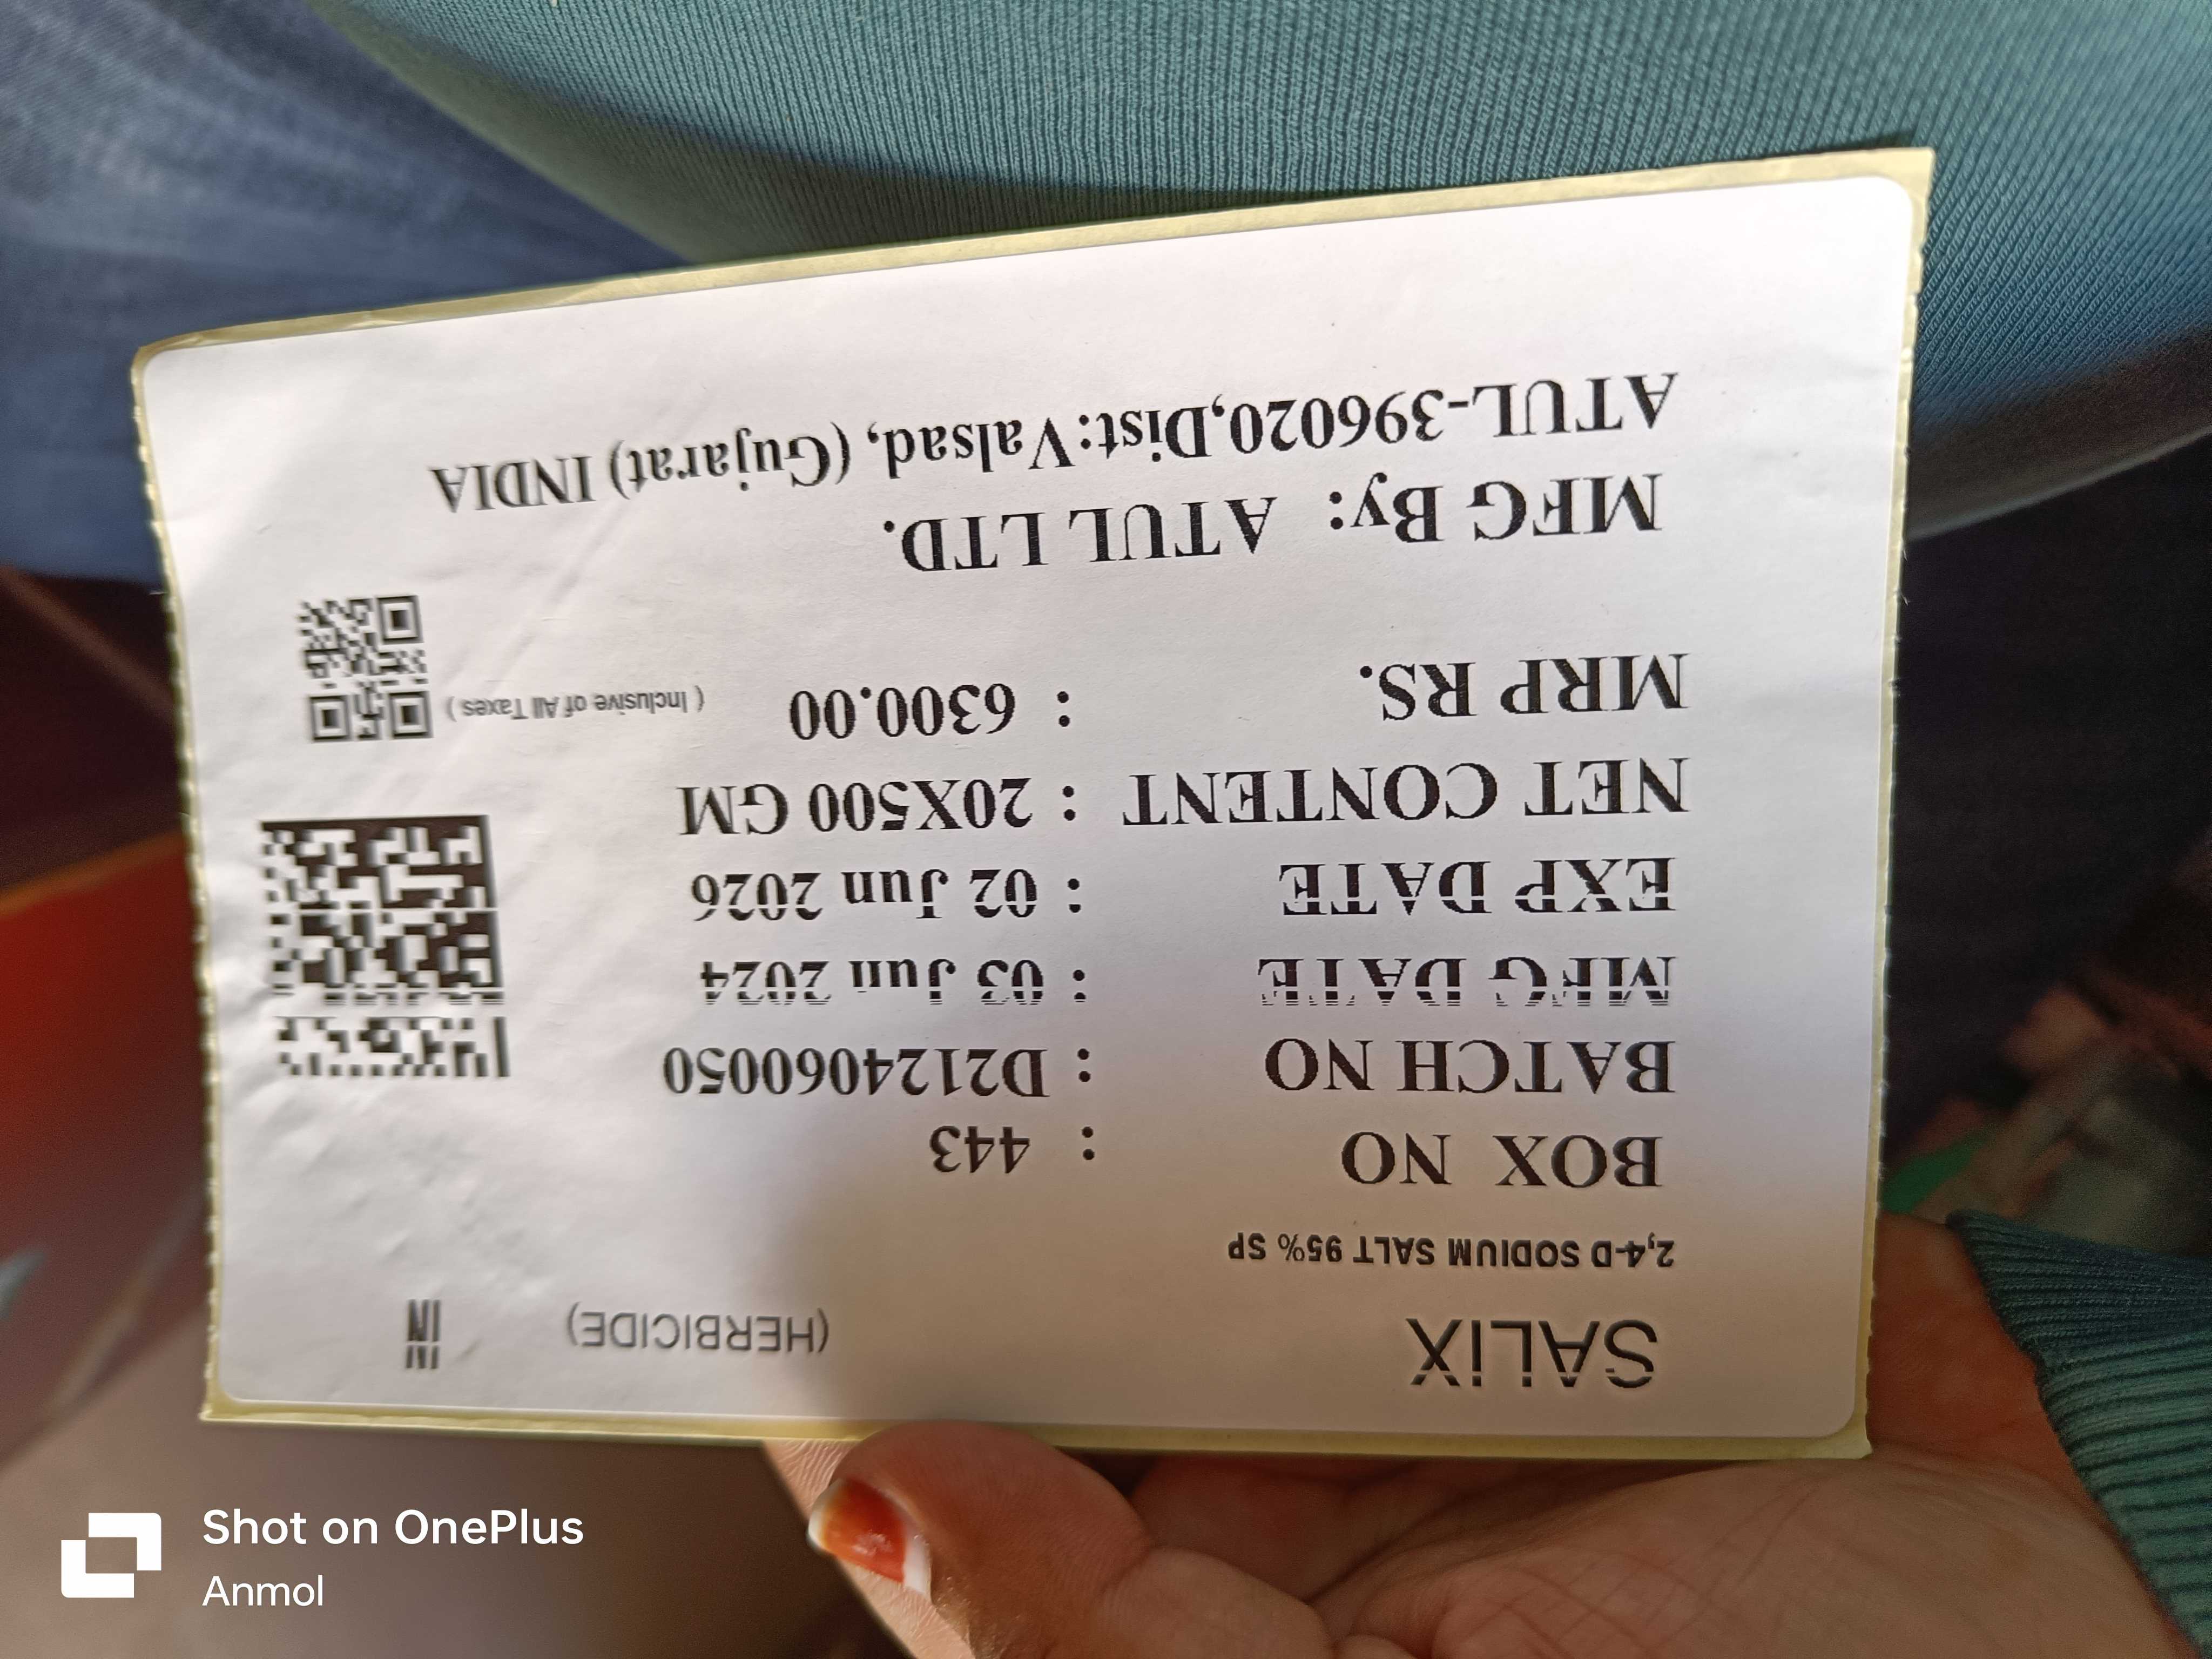 SALIX (HERBICIDE) IN
2,4-D SODIUM SALT 95% SP
BOX NO : 443
BATCH NO : D2124060050
MFG DATE : 03 Jun 2024
EXP DATE : 02 Jun 2026
NET CONTENT : 20X500 GM
MRP RS. : 6300.00 ( Inclusive of All Taxes )
MFG By: ATUL LTD.
ATUL-396020,Dist:Valsad, (Gujarat) INDIA
Shot on OnePlus
Anmol